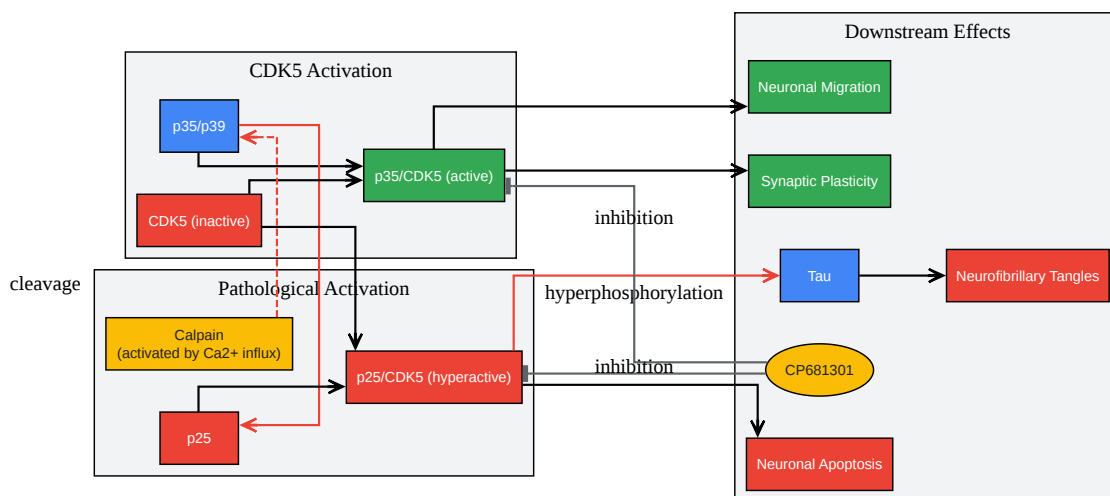 Downstream Effects
CDK5 Activation
Neuronal Migration
p35/p39
p35/CDK5 (active)
Synaptic Plasticity
CDK5 (inactive)
inhibition
cleavage
Pathological Activation
hyperphosphorylation
Tau
Neurofibrillary Tangles
Calpain
(activated by Ca2+ influx)
inhibition
CP681301
p25/CDK5 (hyperactive)
p25
Neuronal Apoptosis